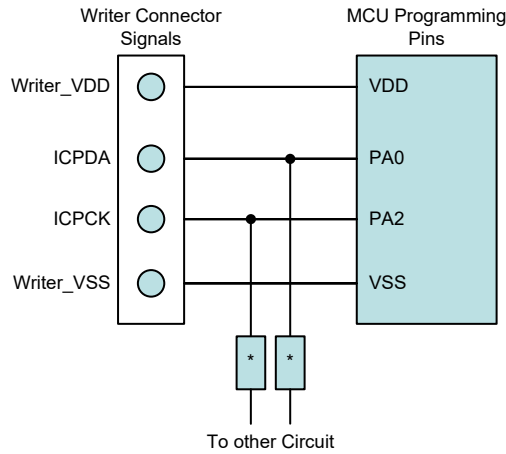 Writer Connector
Signals
MCU Programming
Pins
Writer_VDD
VDD
ICPDA
PA0
ICPCK
PA2
Writer_VSS
VSS
*
*
To other Circuit